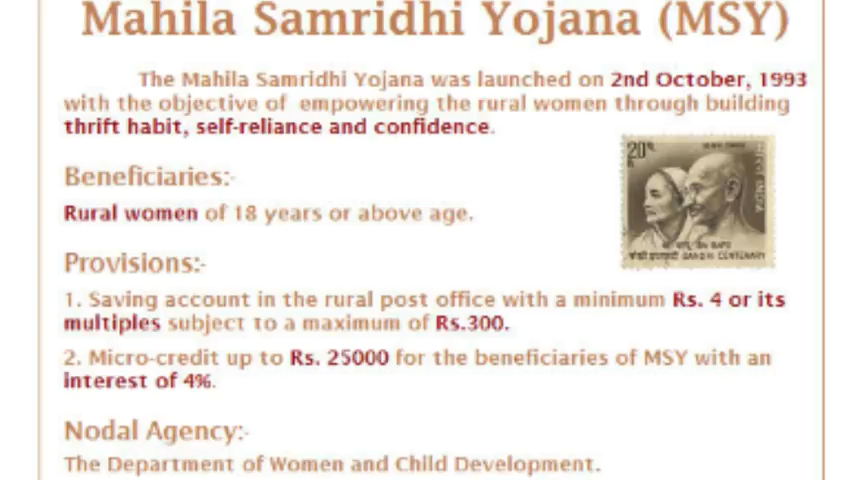 Mahila Samridhi Yojana (MSY)
The Mahila Samridhi Yojana was launched on 2nd October, 1993
with the objective of empowering the rural women through building
thrift habit, self-reliance and confidence.
Beneficiaries:-
Rural women of 18 years or above age.
20
Provisions:-
GANDHI CENTENARY
1. Saving account in the rural post office with a minimum Rs. 4 or its
multiples subject to a maximum of Rs.300.
2. Micro-credit up to Rs. 25000 for the beneficiaries of MSY with an
interest of 4%.
Nodal Agency:-
The Department of Women and Child Development.